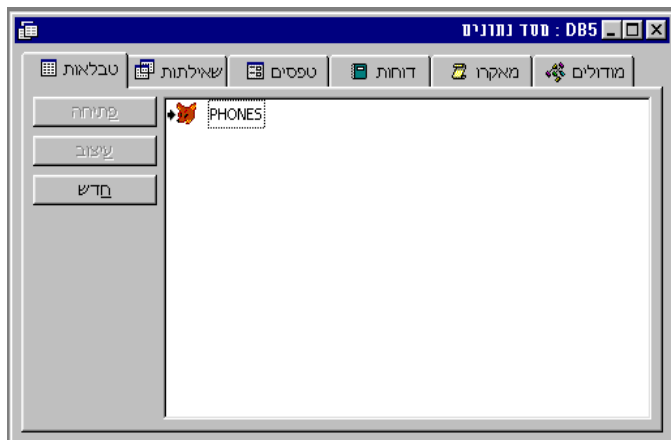 DB5 : מסד נתונים
טבלאות שאילתות טפסים דוחות מאקרו מודולים
פתיחה
עיצוב
חדש
PHONES